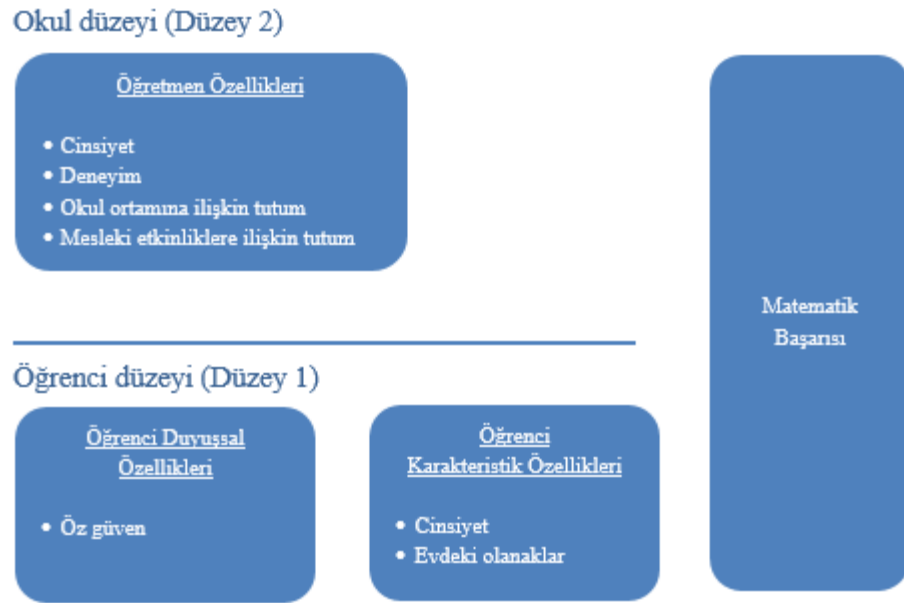 Okul düzeyi (Düzey 2)
Öğretmen Özellikleri
• Cinsiyet
• Deneyim
• Okul ortamına ilişkin tutum
• Mesleki etkinliklere ilişkin tutum
Matematik
Başarısı
Öğrenci düzeyi (Düzey 1)
Öğrenci Duyuşsal
Özellikleri
• Öz güven
Öğrenci
Karakteristik Özellikleri
• Cinsiyet
• Evdeki olanaklar